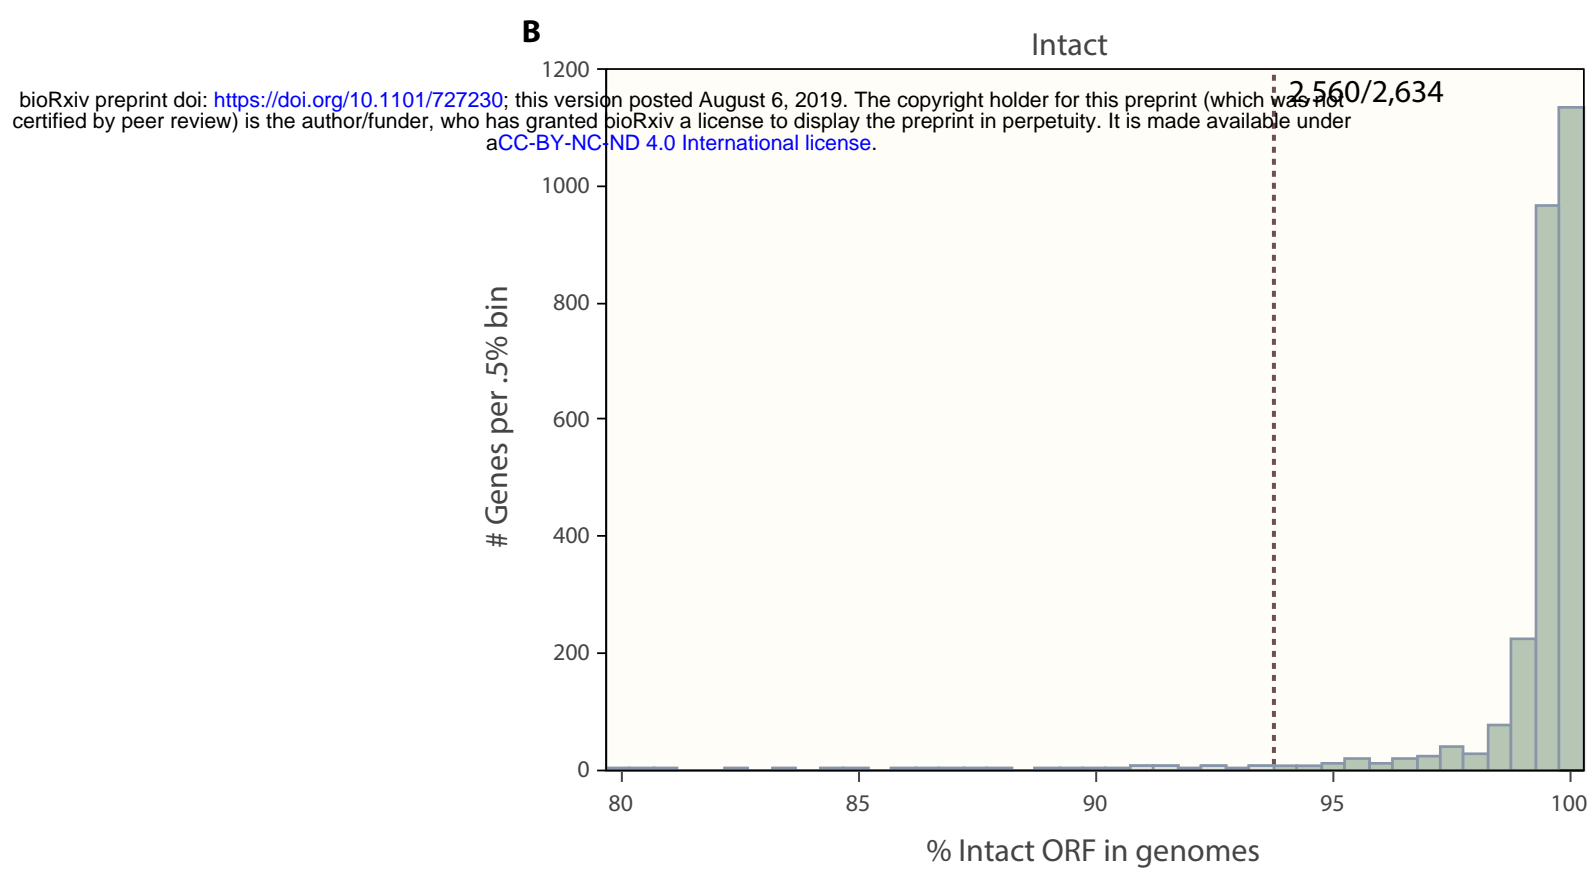 B
Intact
1200
2,560/2,634
bioRxiv preprint doi: https://doi.org/10.1101/727230; this version posted August 6, 2019. The copyright holder for this preprint (which was not
certified by peer review) is the author/funder, who has granted bioRxiv a license to display the preprint in perpetuity. It is made available under
aCC-BY-NC-ND 4.0 International license.
1000
800
600
400
200
0
# Genes per .5% bin
80 85 90 95 100
% Intact ORF in genomes